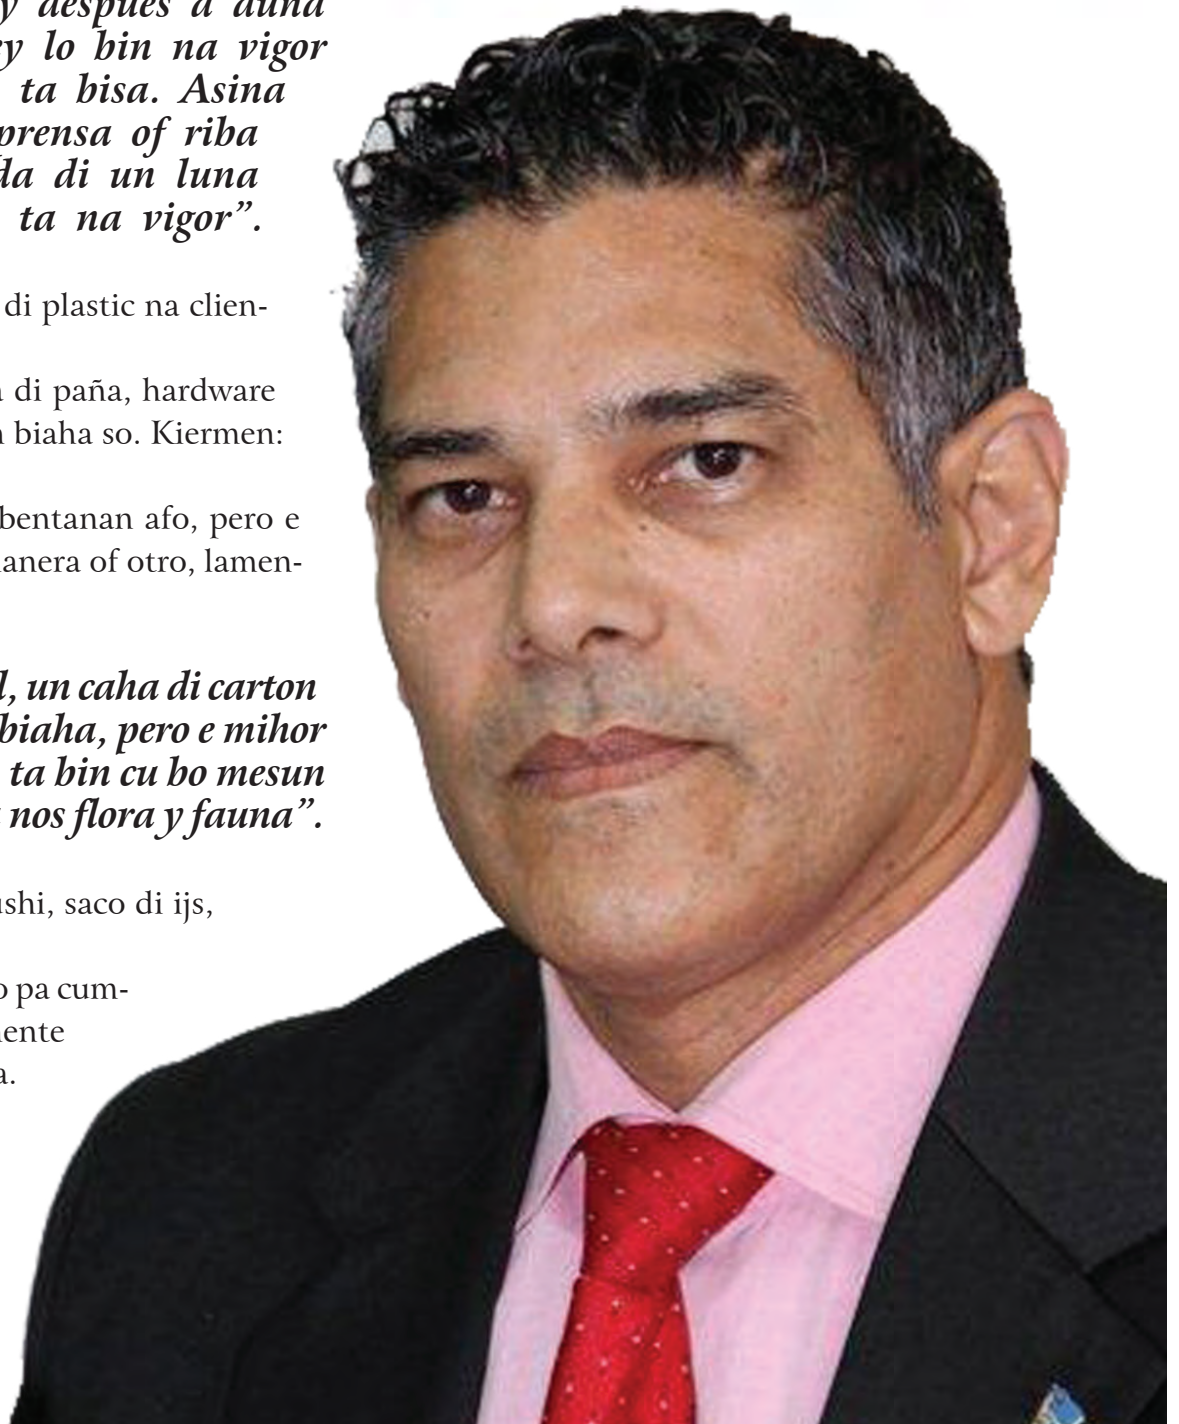 y despues a duna
ey lo bin na vigor
ta bisa. Asina
prensa of riba
da di un luna
ta na vigor”.
di plastic na clien-
a di paña, hardware
n biaha so. Kiermen:
bentanan afo, pero e
anera of otro, lamen-
l, un caha di carton
biaha, pero e mihor
ta bin cu bo mesun
nos flora y fauna”.
ushi, saco di ijs,
o pa cum-
mente
a.